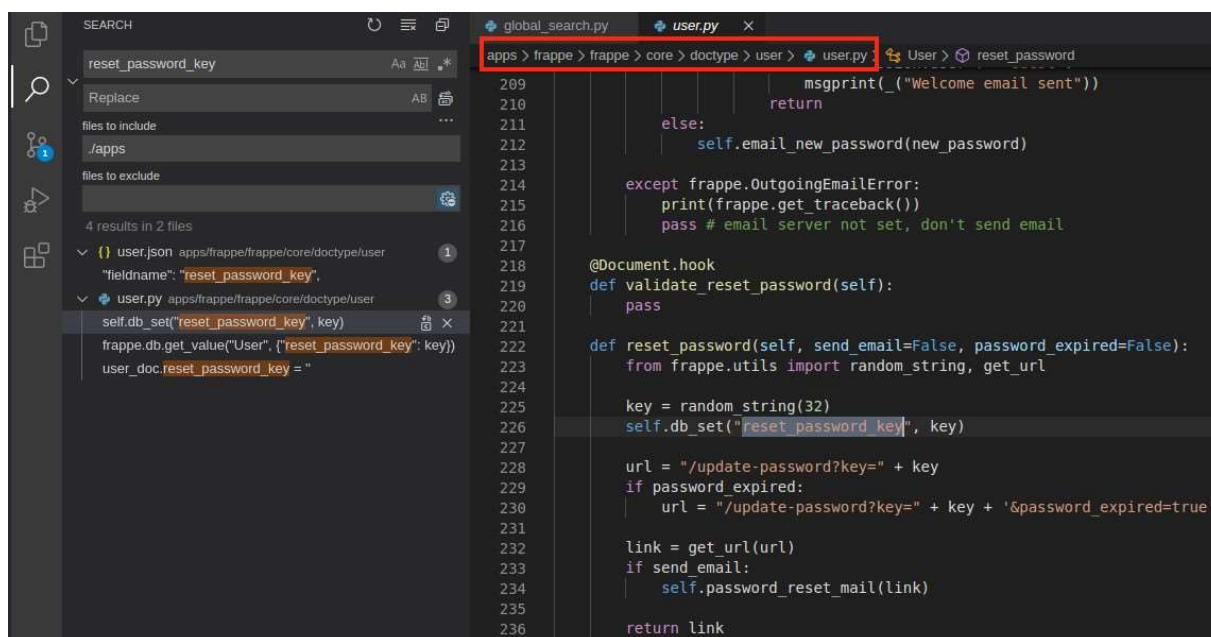 SEARCH
reset_password_key
Aa Abl .*
Replace
AB
files to include
...
./apps
files to exclude
4 results in 2 files
{} user.json apps/frappe/frappe/core/doctype/user 1
"fieldname": "reset_password_key",
user.py apps/frappe/frappe/core/doctype/user 3
self.db_set("reset_password_key", key)
frappe.db.get_value("User", {"reset_password_key": key})
user_doc.reset_password_key = ''
1
global_search.py
user.py
apps > frappe > frappe > core > doctype > user > user.py > User > reset_password
209 msgprint(_("Welcome email sent"))
210 return
211 else:
212 self.email_new_password(new_password)
213
214 except frappe.OutgoingEmailError:
215 print(frappe.get_traceback())
216 pass # email server not set, don't send email
217
218 @Document.hook
219 def validate_reset_password(self):
220 pass
221
222 def reset_password(self, send_email=False, password_expired=False):
223 from frappe.utils import random_string, get_url
224
225 key = random_string(32)
226 self.db_set("reset_password_key", key)
227
228 url = "/update-password?key=" + key
229 if password_expired:
230 url = "/update-password?key=" + key + '&password_expired=true
231
232 link = get_url(url)
233 if send_email:
234 self.password_reset_mail(link)
235
236 return link